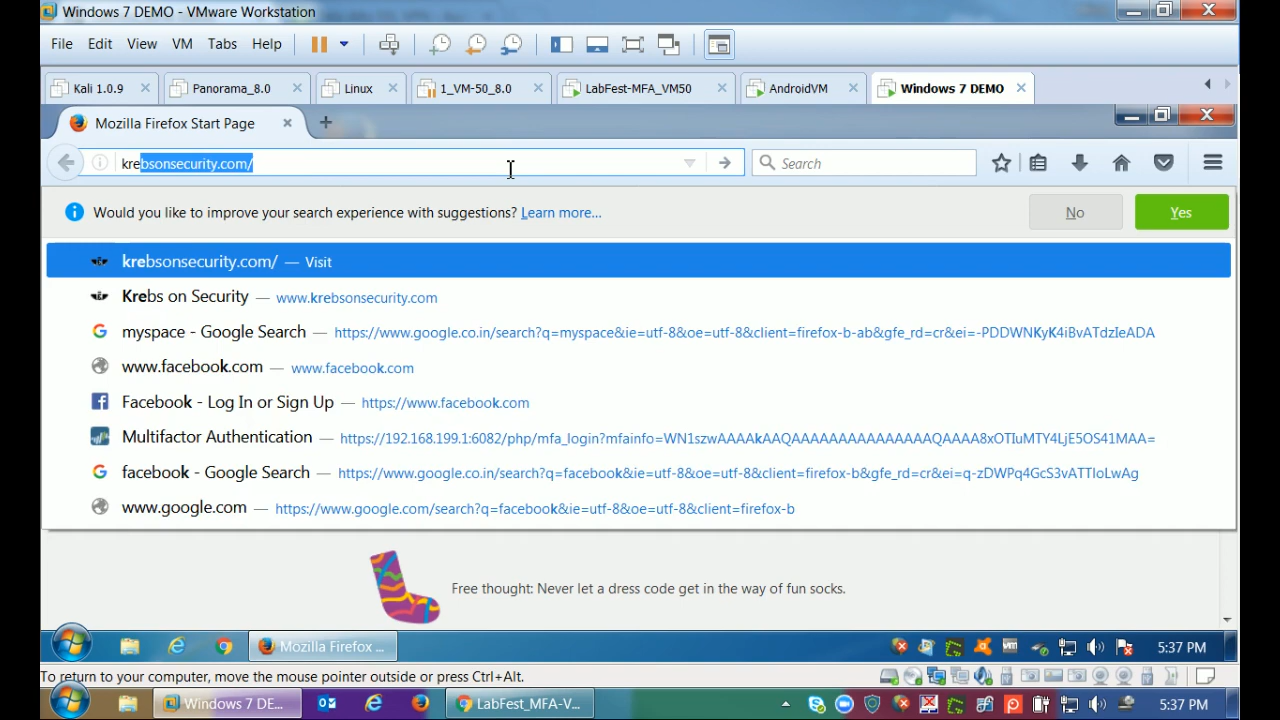 Windows 7 DEMO - VMware Workstation
File Edit View VM Tabs Help
Kali 1.0.9 Panorama_8.0 Linux 1_VM-50_8.0 LabFest-MFA_VM50 AndroidVM Windows 7 DEMO
Mozilla Firefox Start Page
krebsonsecurity.com/ Search
Would you like to improve your search experience with suggestions? Learn more... No Yes
krebsonsecurity.com/ — Visit
Krebs on Security — www.krebsonsecurity.com
myspace - Google Search — https://www.google.co.in/search?q=myspace&ie=utf-8&oe=utf-8&client=firefox-b-ab&gfe_rd=cr&ei=-PDDWNKyK4iBvATdzIeADA
www.facebook.com — www.facebook.com
Facebook - Log In or Sign Up — https://www.facebook.com
Multifactor Authentication — https://192.168.199.1:6082/php/mfa_login?mfainfo=WN1szwAAAAkAAQAAAAAAAAAAAAAAAQAAAA8xOTIuMTY4LjE5OS41MAA=
facebook - Google Search — https://www.google.co.in/search?q=facebook&ie=utf-8&oe=utf-8&client=firefox-b&gfe_rd=cr&ei=q-zDWPq4GcS3vATTIoLwAg
www.google.com — https://www.google.com/search?q=facebook&ie=utf-8&oe=utf-8&client=firefox-b
Free thought: Never let a dress code get in the way of fun socks.
Mozilla Firefox ... 5:37 PM
To return to your computer, move the mouse pointer outside or press Ctrl+Alt.
Windows 7 DE... LabFest_MFA-V... 5:37 PM